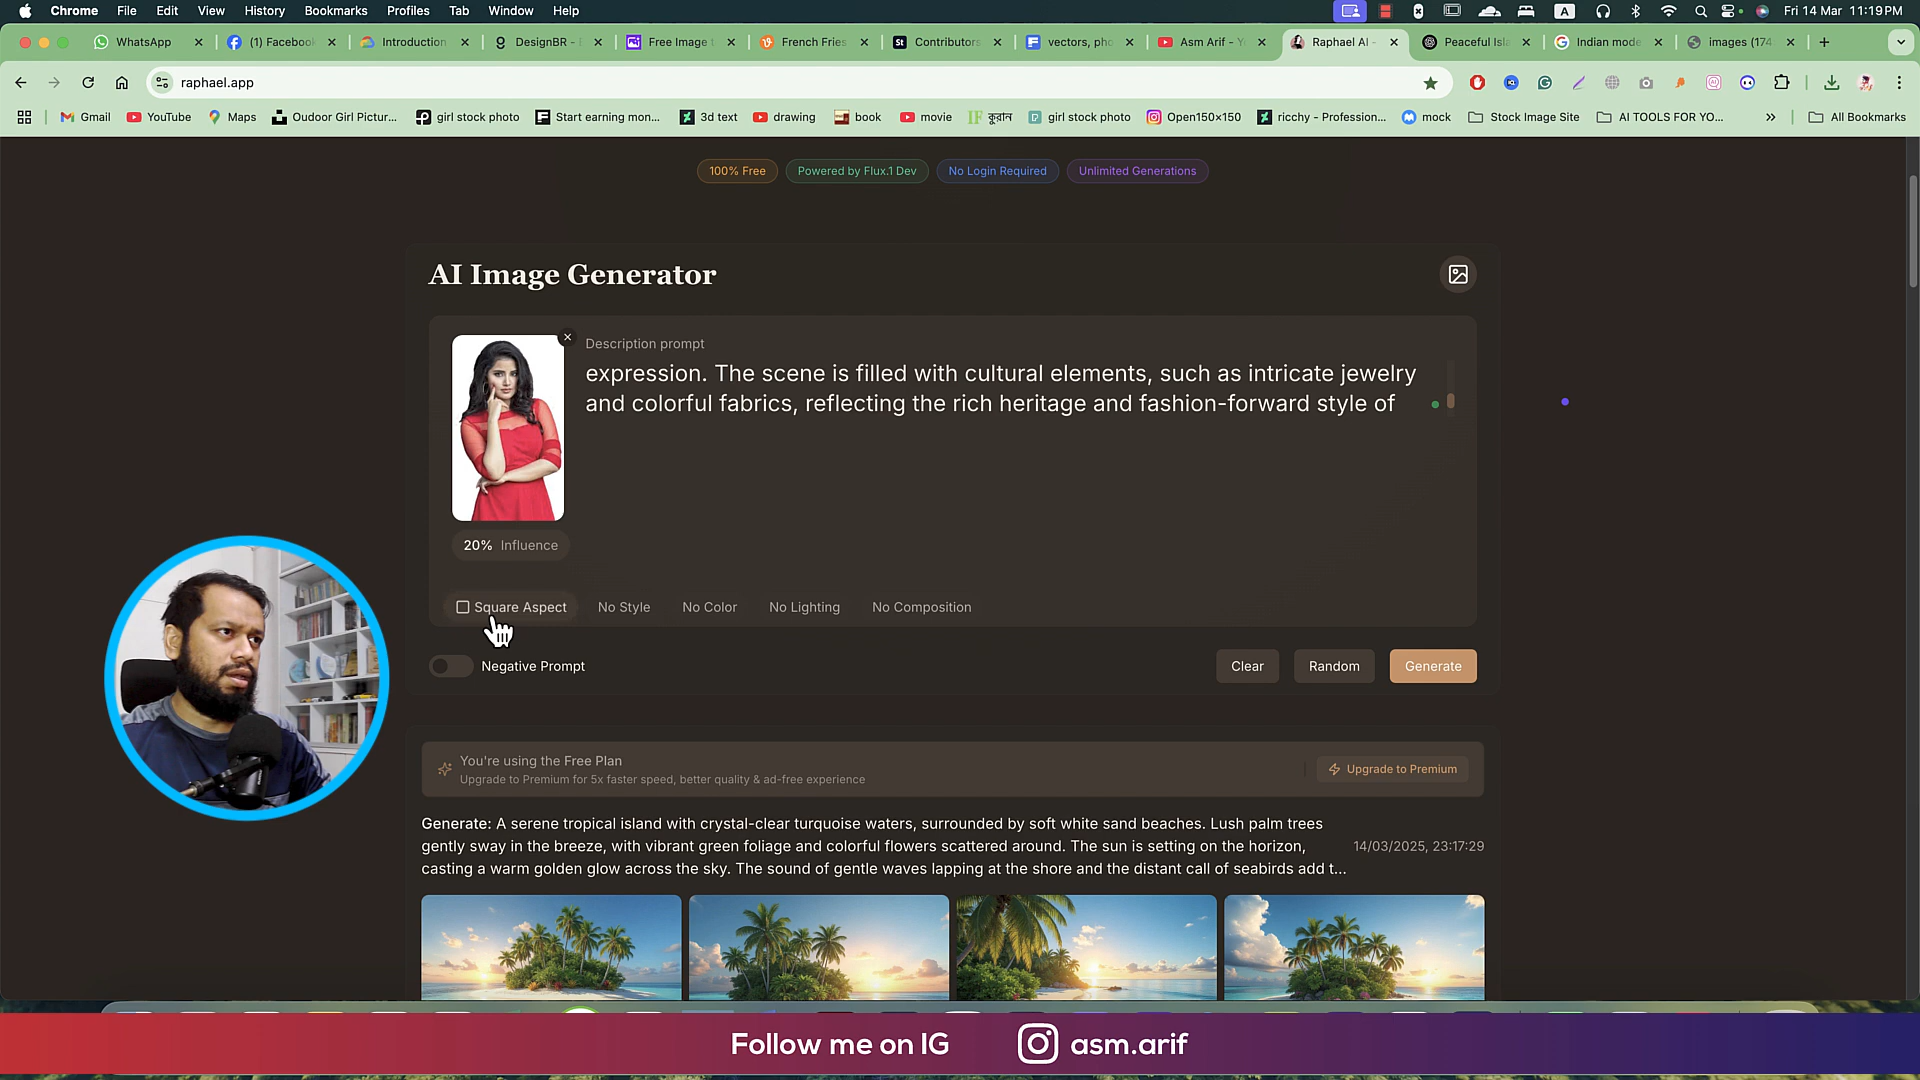 Chrome File Edit View History Bookmarks Profiles Tab Window Help
A Fri 14 Mar 11:19PM
WhatsApp
(1) Facebook
Introduction
DesignBR -
Free Image
French Fries
Contributors
vectors, pho
Asm Arif -
Raphael AI -
Peaceful Isla
Indian mode
images (174
raphael.app
Gmail
YouTube
Maps
Oudoor Girl Pictur...
girl stock photo
Start earning mon...
3d text
drawing
book
movie
কুরান
girl stock photo
Open150×150
ricchy - Profession...
mock
Stock Image Site
AI TOOLS FOR YO...
All Bookmarks
100% Free
Powered by Flux.1 Dev
No Login Required
Unlimited Generations
AI Image Generator
Description prompt
expression. The scene is filled with cultural elements, such as intricate jewelry
and colorful fabrics, reflecting the rich heritage and fashion-forward style of
20% Influence
Square Aspect
No Style
No Color
No Lighting
No Composition
Negative Prompt
Clear
Random
Generate
You're using the Free Plan
Upgrade to Premium for 5x faster speed, better quality & ad-free experience
Upgrade to Premium
Generate: A serene tropical island with crystal-clear turquoise waters, surrounded by soft white sand beaches. Lush palm trees
gently sway in the breeze, with vibrant green foliage and colorful flowers scattered around. The sun is setting on the horizon,
casting a warm golden glow across the sky. The sound of gentle waves lapping at the shore and the distant call of seabirds add t...
14/03/2025, 23:17:29
Follow me on IG
asm.arif